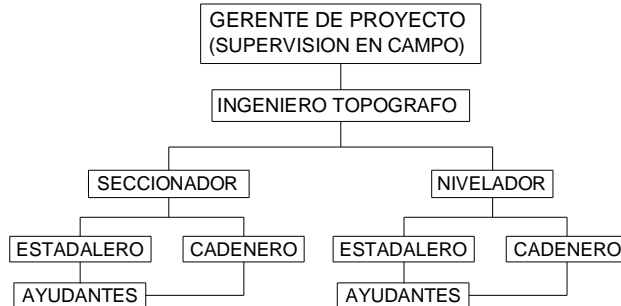 GERENTE DE PROYECTO
(SUPERVISION EN CAMPO)
INGENIERO TOPOGRAFO
SECCIONADOR
NIVELADOR
ESTADALERO
CADENERO
ESTADALERO
CADENERO
AYUDANTES
AYUDANTES